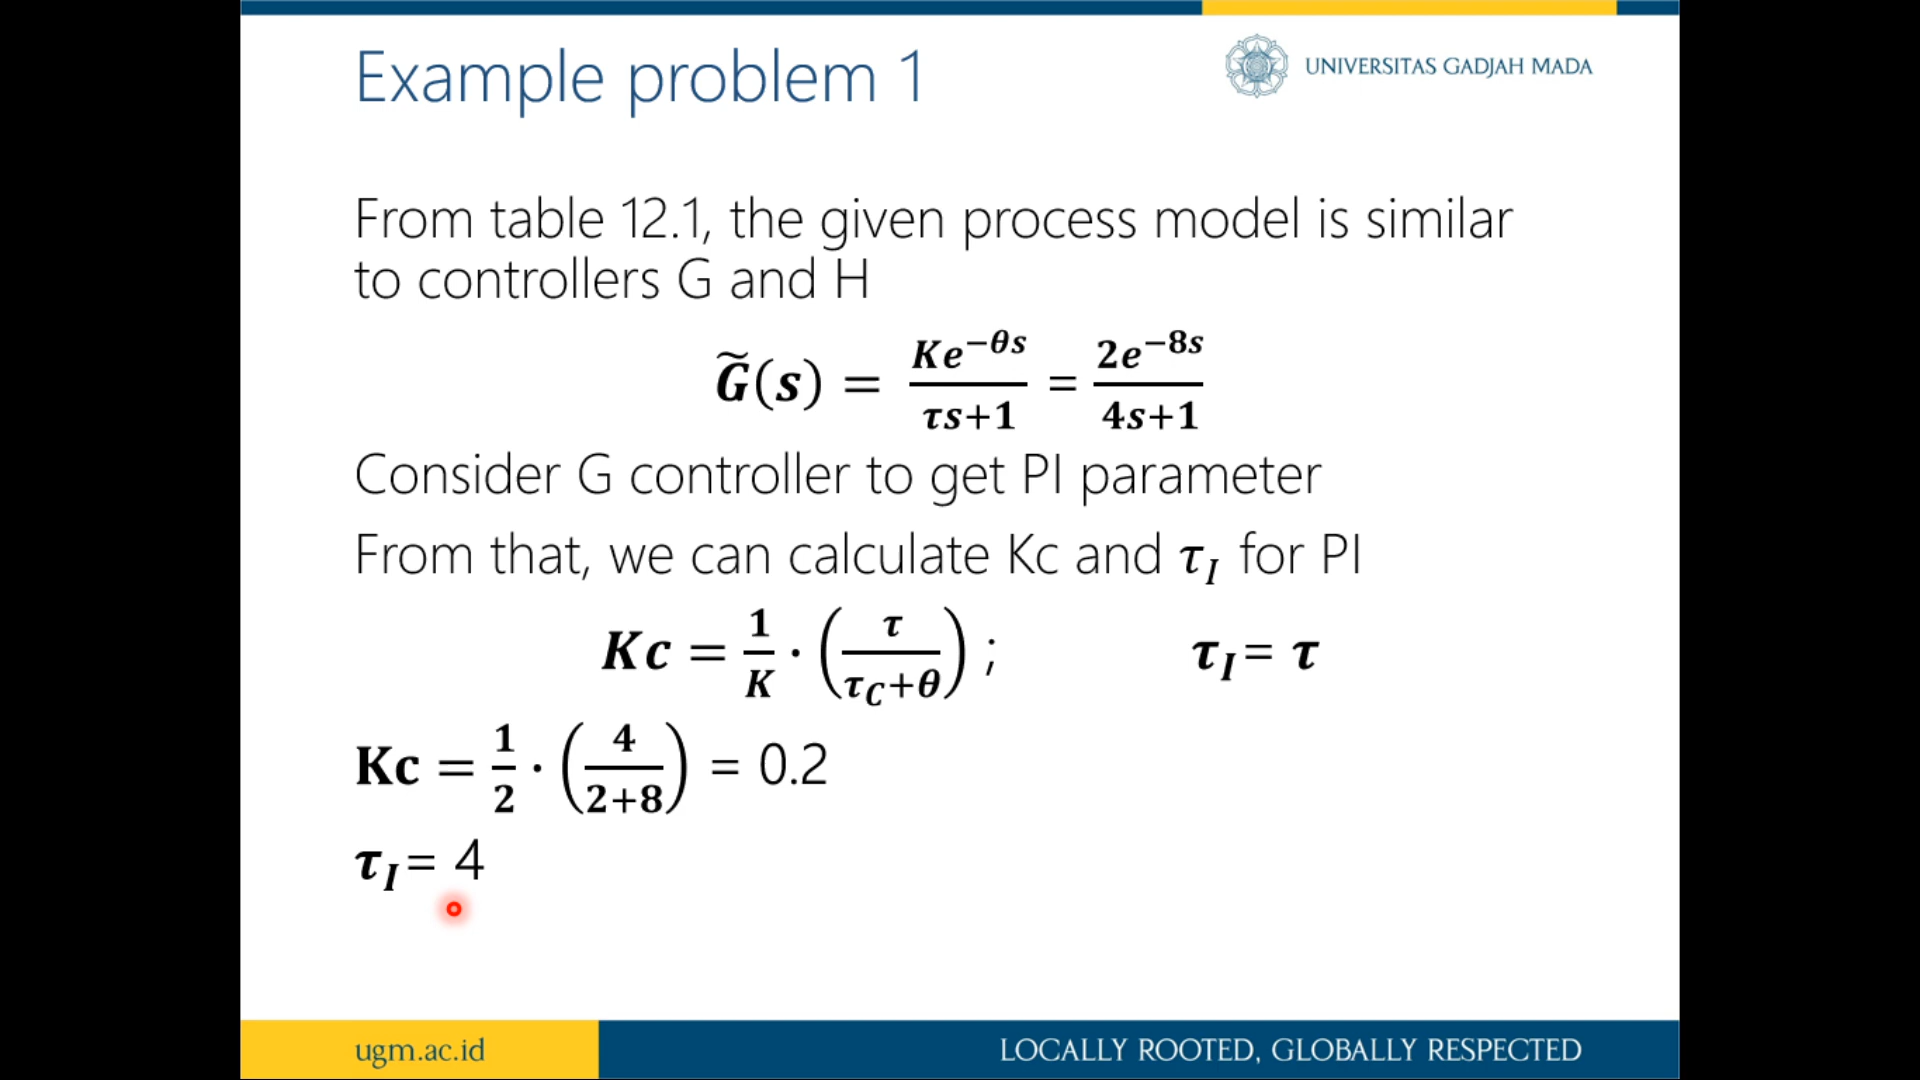 Example problem 1
UNIVERSITAS GADJAH MADA
From table 12.1, the given process model is similar
to controllers G and H
G̃(s) = Ke^{−θs}/τs+1 = 2e^{−8s}/4s+1
Consider G controller to get PI parameter
From that, we can calculate Kc and τ_I for PI
Kc = 1/K · (τ/τ_C+θ) ; τ_I = τ
Kc = 1/2 · (4/2+8) = 0.2
τ_I = 4
ugm.ac.id
LOCALLY ROOTED, GLOBALLY RESPECTED